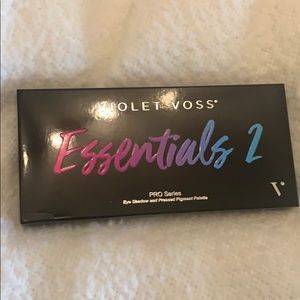 VIOLET VOSS®
Essentials 2
PRO Series
Eye Shadow and Pressed Pigment Palette
V